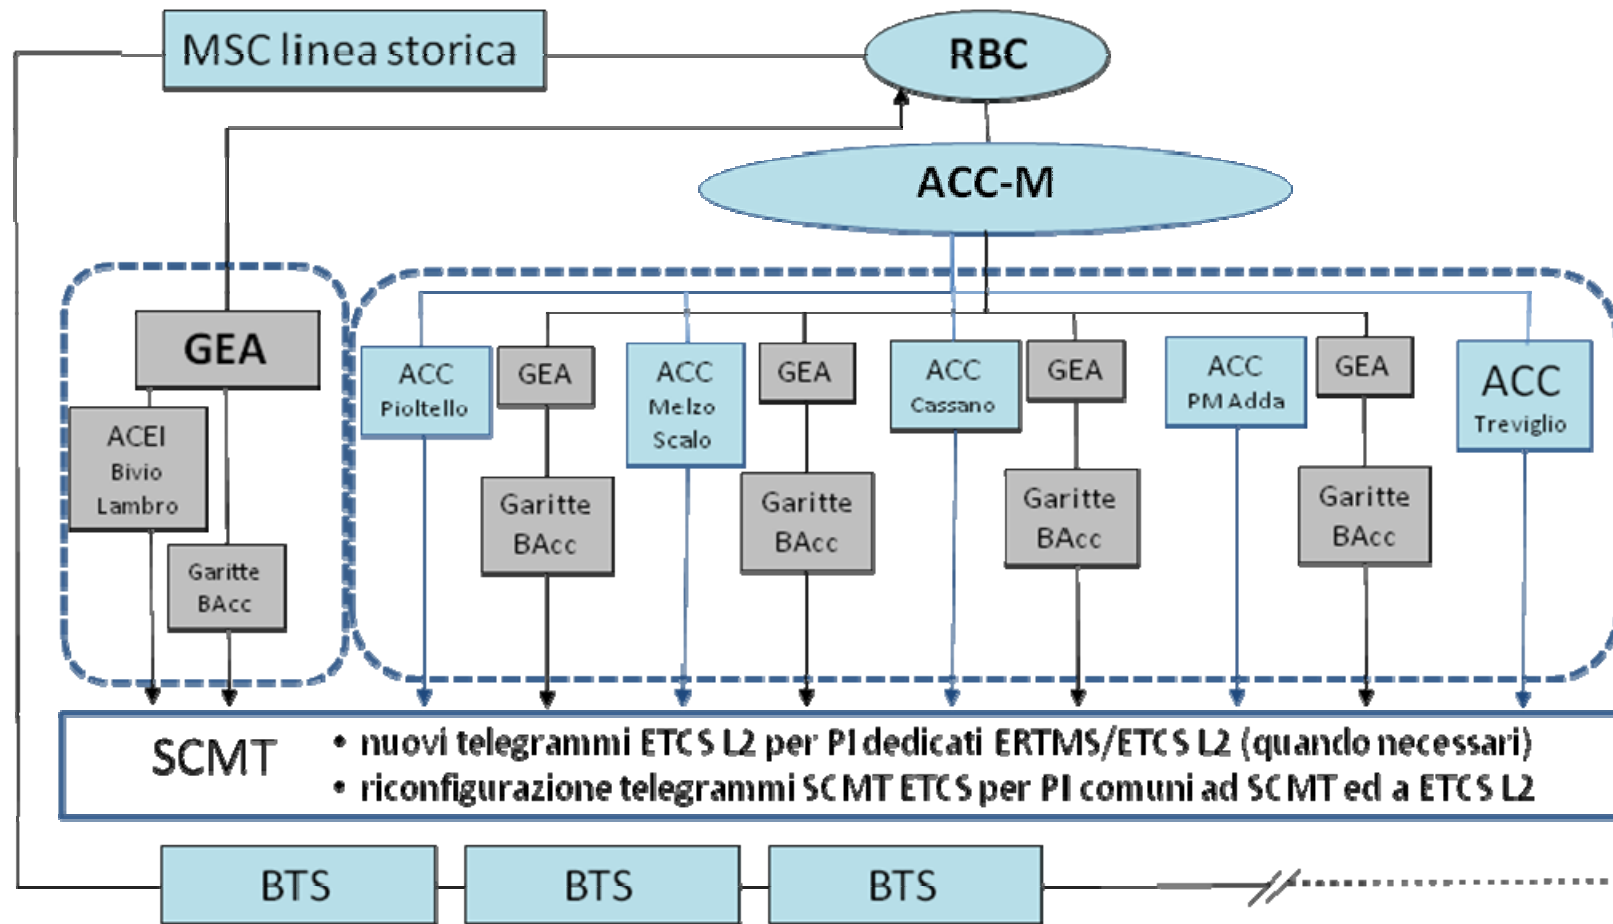 MSC linea storica
RBC
ACC-M
GEA
ACEI
Bivio
Lambro
Garitte
BAcc
ACC
Pioltello
GEA
Garitte
BAcc
ACC
Melzo
Scalo
GEA
Garitte
BAcc
ACC
Cassano
GEA
Garitte
BAcc
ACC
PM Adda
GEA
Garitte
BAcc
ACC
Treviglio
SCMT
• nuovi telegrammi ETCS L2 per PI dedicati ERTMS/ETCS L2 (quando necessari)
• riconfigurazione telegrammi SCMT ETCS per PI comuni ad SCMT ed a ETCS L2
BTS
BTS
BTS